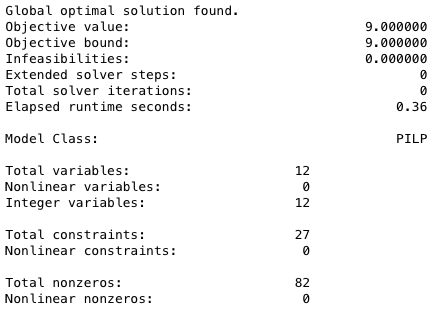 Global optimal solution found.
Objective value: 9.000000
Objective bound: 9.000000
Infeasibilities: 0.000000
Extended solver steps: 0
Total solver iterations: 0
Elapsed runtime seconds: 0.36
Model Class: PILP
Total variables: 12
Nonlinear variables: 0
Integer variables: 12
Total constraints: 27
Nonlinear constraints: 0
Total nonzeros: 82
Nonlinear nonzeros: 0